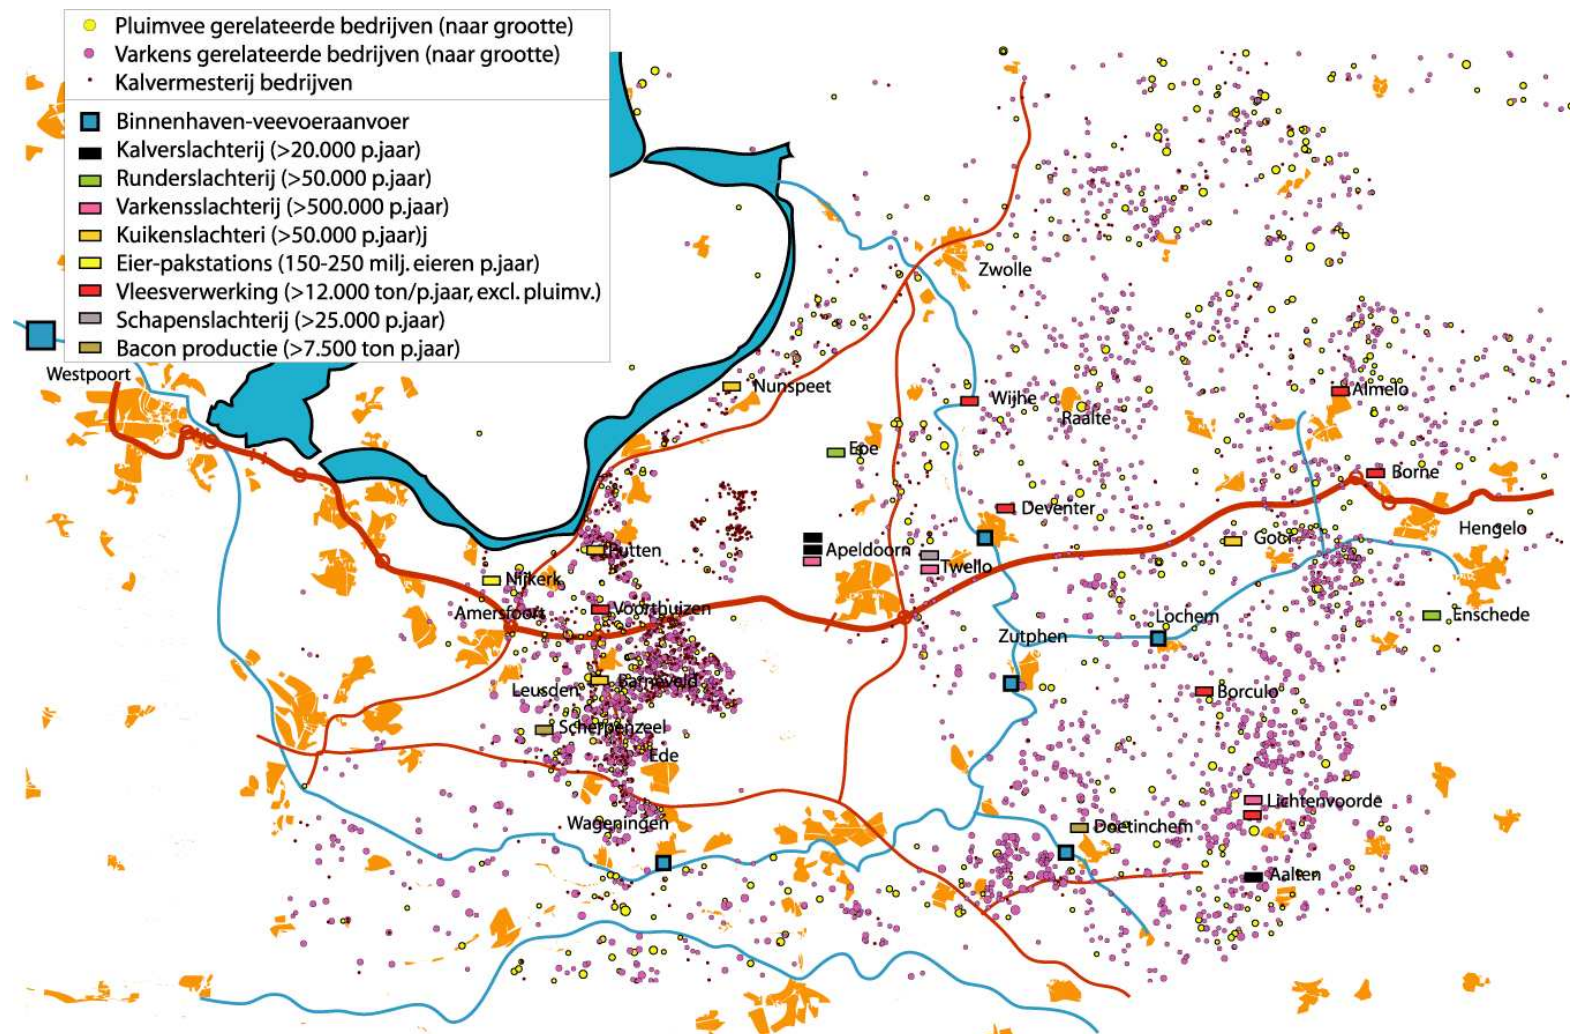 Pluimvee gerelateerde bedrijven (naar grootte)
Varkens gerelateerde bedrijven (naar grootte)
Kalvermesterij bedrijven
Binnenhaven-veevoeraanvoer
Kalverslachterij (>20.000 p.jaar)
Runderslachterij (>50.000 p.jaar)
Varkensslachterij (>500.000 p.jaar)
Kuikenslachteri (>50.000 p.jaar)j
Eier-pakstations (150-250 milj. eieren p.jaar)
Vleesverwerking (>12.000 ton/p.jaar, excl. pluimv.)
Schapenslachterij (>25.000 p.jaar)
Bacon productie (>7.500 ton p.jaar)
Zwolle
Westpoort
Nunspeet
Wijhe
Almelo
Raalte
Epe
Borne
Deventer
Hengelo
Goor
Putten
Apeldoorn
Twello
Nijkerk
Amersfoort
Voorthuizen
Lochem
Enschede
Zutphen
Barneveld
Leusden
Borculo
Scherpenzeel
Ede
Lichtenvoorde
Wageningen
Doetinchem
Aalten